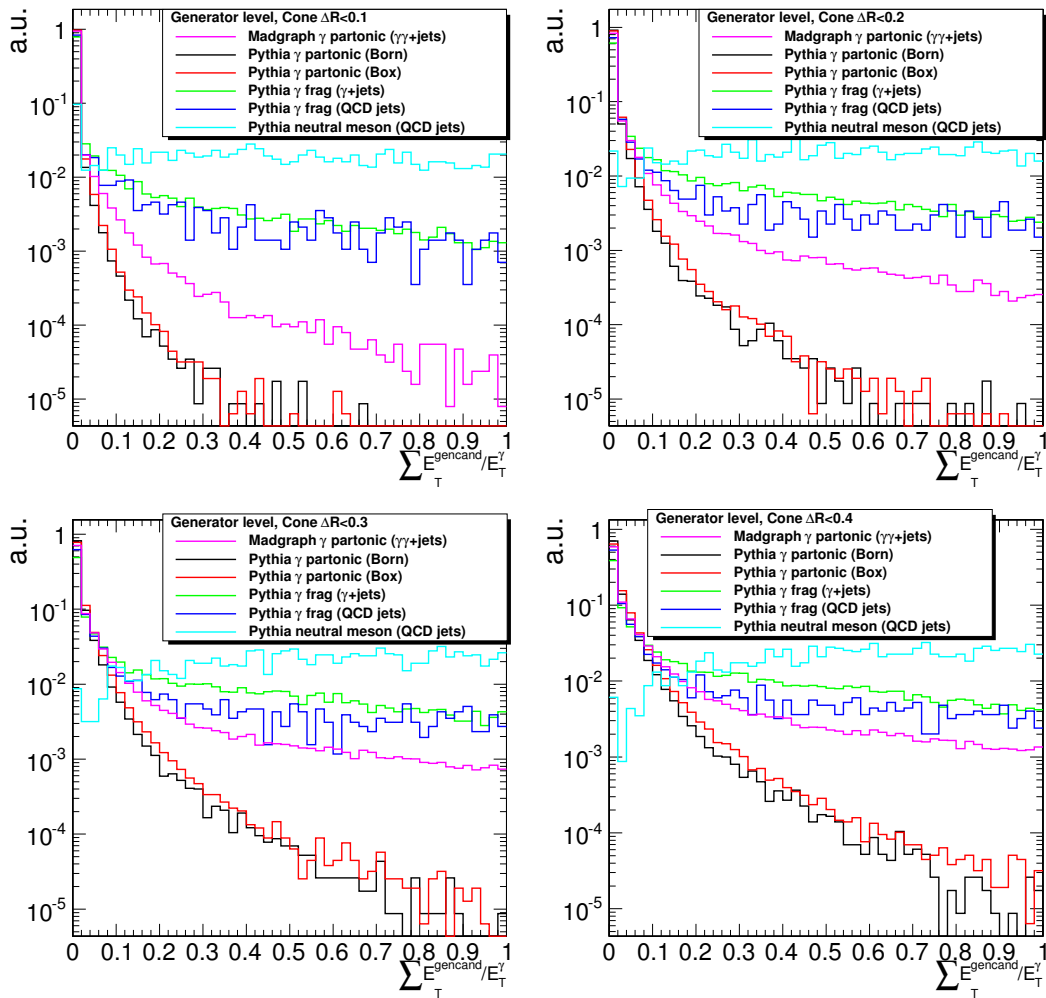 a.u.
Generator level, Cone ΔR<0.1
Madgraph γ partonic (γγ+jets)
Pythia γ partonic (Born)
Pythia γ partonic (Box)
Pythia γ frag (γ+jets)
Pythia γ frag (QCD jets)
Pythia neutral meson (QCD jets)
1
10^-1
10^-2
10^-3
10^-4
10^-5
0 0.1 0.2 0.3 0.4 0.5 0.6 0.7 0.8 0.9 1
∑ E_T^gencand/E_T^γ
a.u.
Generator level, Cone ΔR<0.2
Madgraph γ partonic (γγ+jets)
Pythia γ partonic (Born)
Pythia γ partonic (Box)
Pythia γ frag (γ+jets)
Pythia γ frag (QCD jets)
Pythia neutral meson (QCD jets)
1
10^-1
10^-2
10^-3
10^-4
10^-5
0 0.1 0.2 0.3 0.4 0.5 0.6 0.7 0.8 0.9 1
∑ E_T^gencand/E_T^γ
a.u.
Generator level, Cone ΔR<0.3
Madgraph γ partonic (γγ+jets)
Pythia γ partonic (Born)
Pythia γ partonic (Box)
Pythia γ frag (γ+jets)
Pythia γ frag (QCD jets)
Pythia neutral meson (QCD jets)
1
10^-1
10^-2
10^-3
10^-4
10^-5
0 0.1 0.2 0.3 0.4 0.5 0.6 0.7 0.8 0.9 1
∑ E_T^gencand/E_T^γ
a.u.
Generator level, Cone ΔR<0.4
Madgraph γ partonic (γγ+jets)
Pythia γ partonic (Born)
Pythia γ partonic (Box)
Pythia γ frag (γ+jets)
Pythia γ frag (QCD jets)
Pythia neutral meson (QCD jets)
1
10^-1
10^-2
10^-3
10^-4
10^-5
0 0.1 0.2 0.3 0.4 0.5 0.6 0.7 0.8 0.9 1
∑ E_T^gencand/E_T^γ